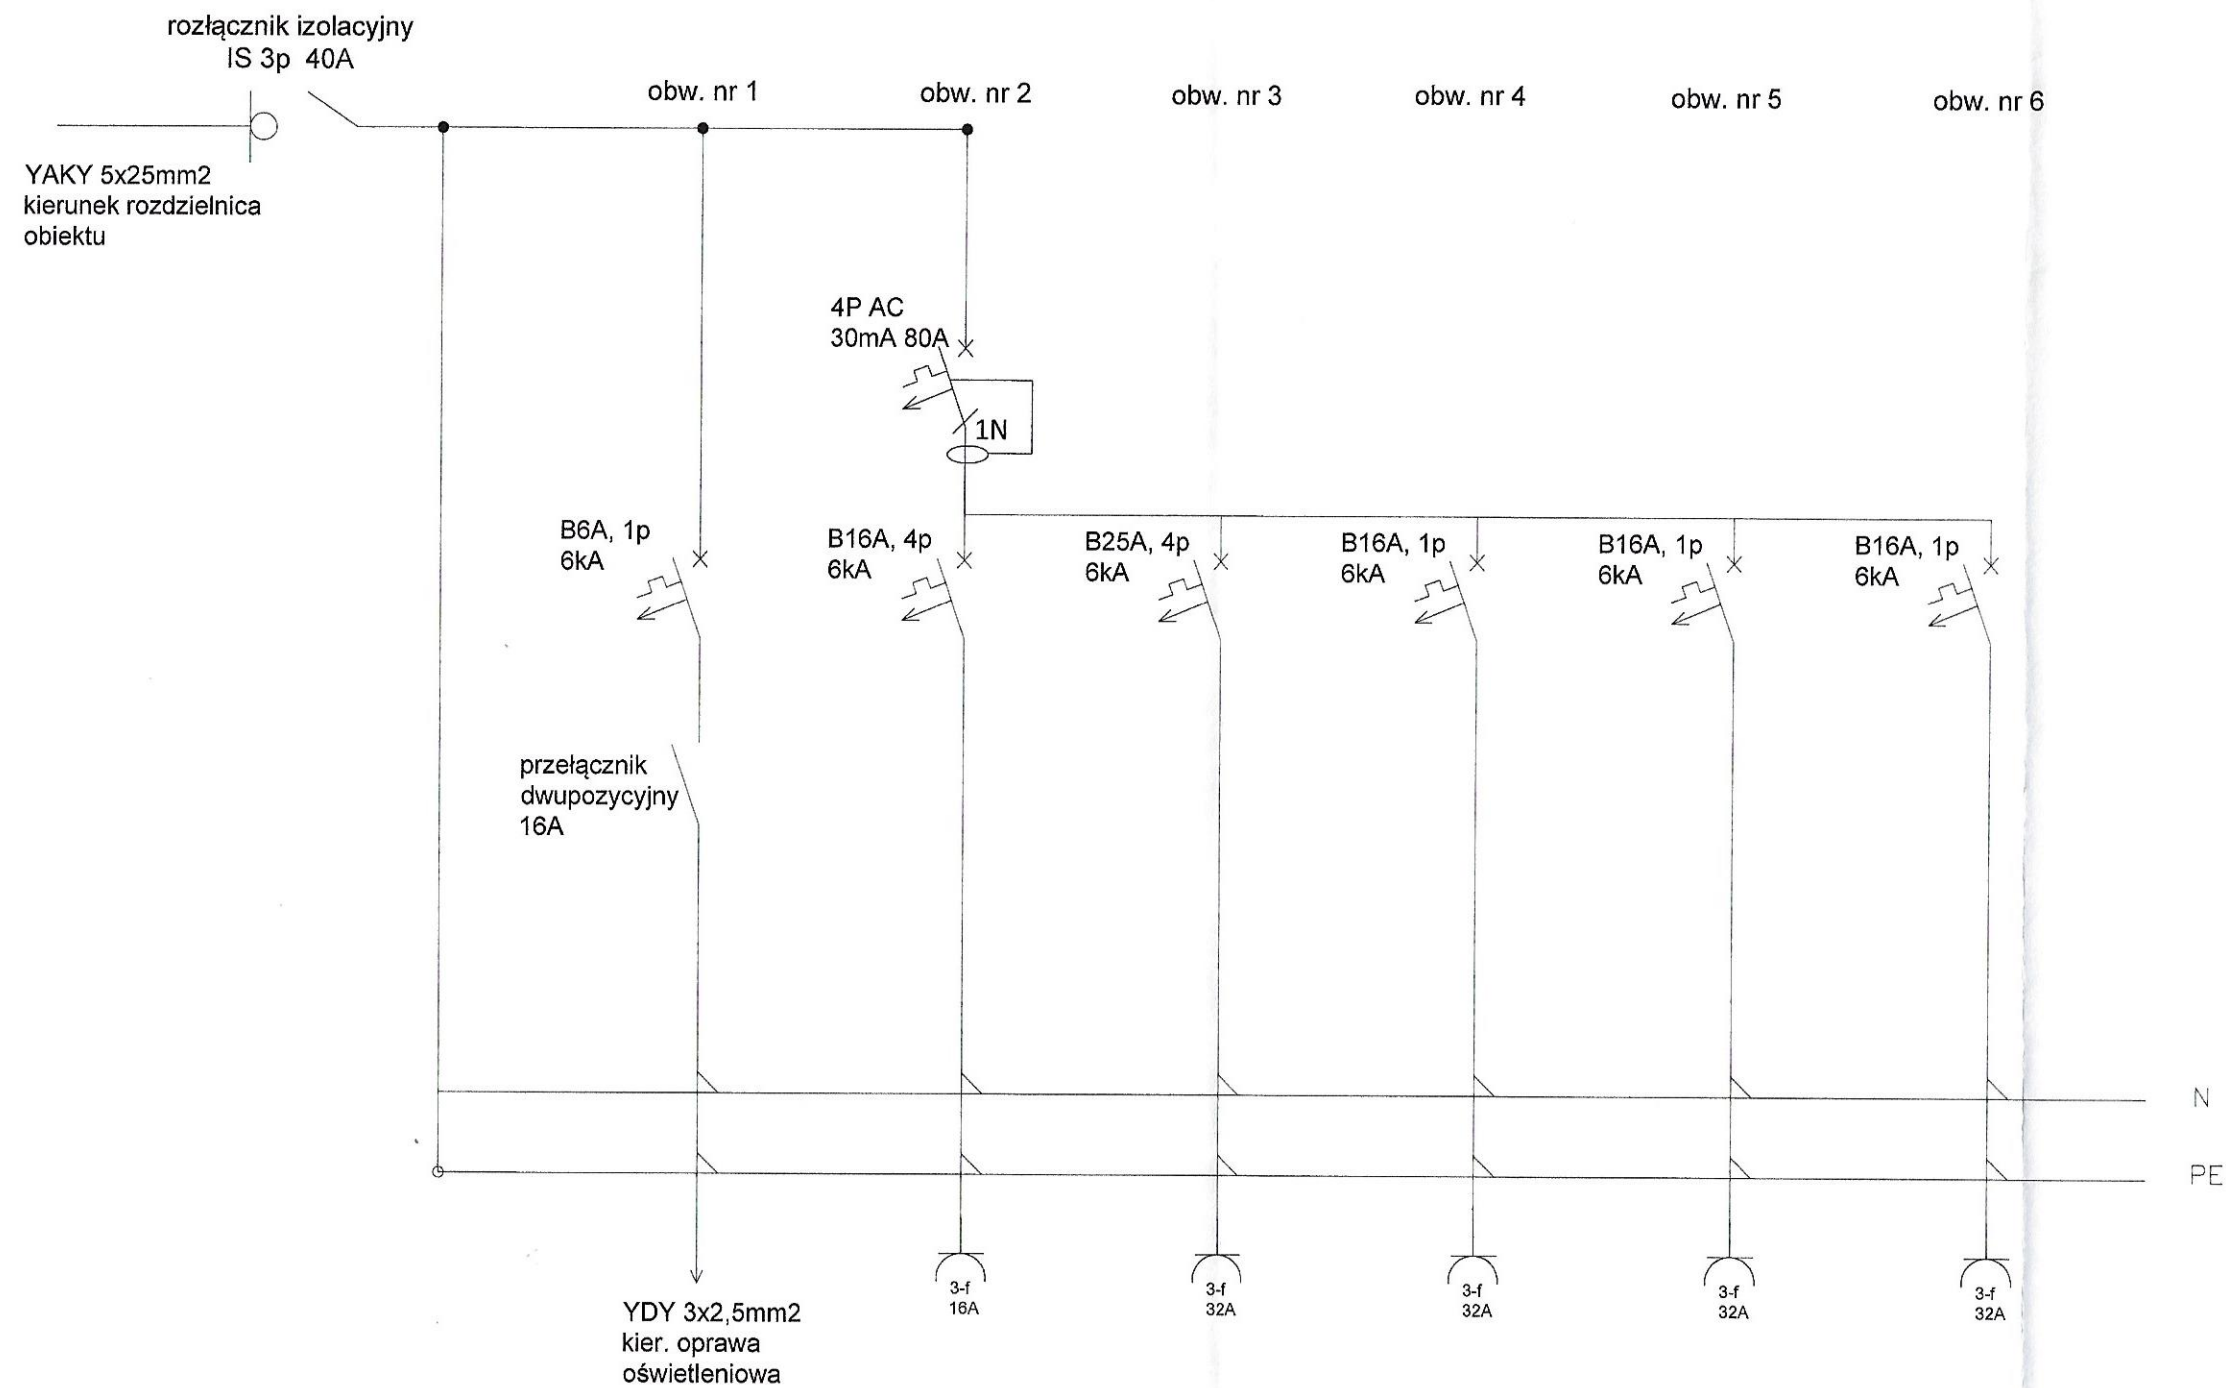 rozłącznik izolacyjny
IS 3p 40A
obw. nr 1
obw. nr 2
obw. nr 3
obw. nr 4
obw. nr 5
obw. nr 6
YAKY 5x25mm2
kierunek rozdzielnica
obiektu
4P AC
30mA 80A
1N
B6A, 1p
6kA
B16A, 4p
6kA
B25A, 4p
6kA
B16A, 1p
6kA
B16A, 1p
6kA
B16A, 1p
6kA
przełącznik
dwupozycyjny
16A
N
PE
3-f
16A
3-f
32A
3-f
32A
3-f
32A
3-f
32A
YDY 3x2,5mm2
kier. oprawa
oświetleniowa